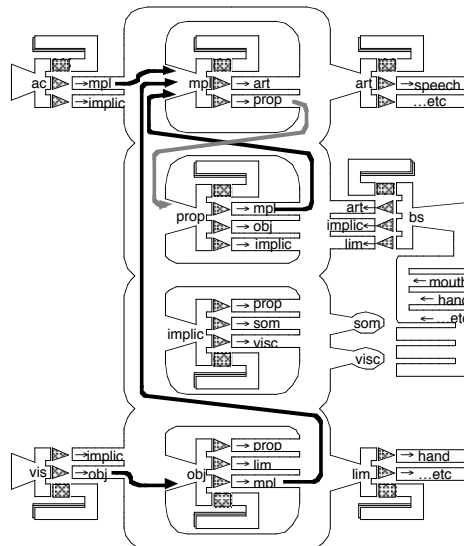 ac
→mpl
→implic
mpl
→ art
→ prop
art
→speech
→...etc
prop
→ mpl
→ obj
→ implic
art←
implic←
lim←
bs
← mouth
← hand
← ...etc
implic
→ prop
→ som
→ visc
som
visc
vis
→implic
→obj
obj
→ prop
→ lim
→ mpl
lim
→ hand
→ ...etc